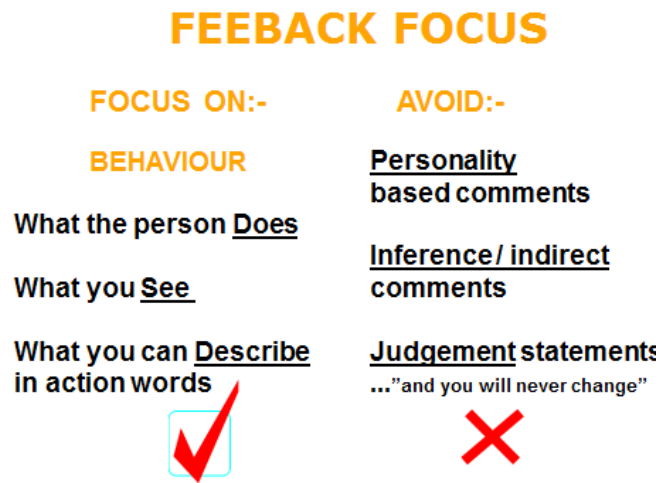 FEEBACK FOCUS
FOCUS ON:-
BEHAVIOUR
What the person Does
What you See
What you can Describe
in action words
AVOID:-
Personality
based comments
Inference/ indirect
comments
Judgement statements
...”and you will never change”